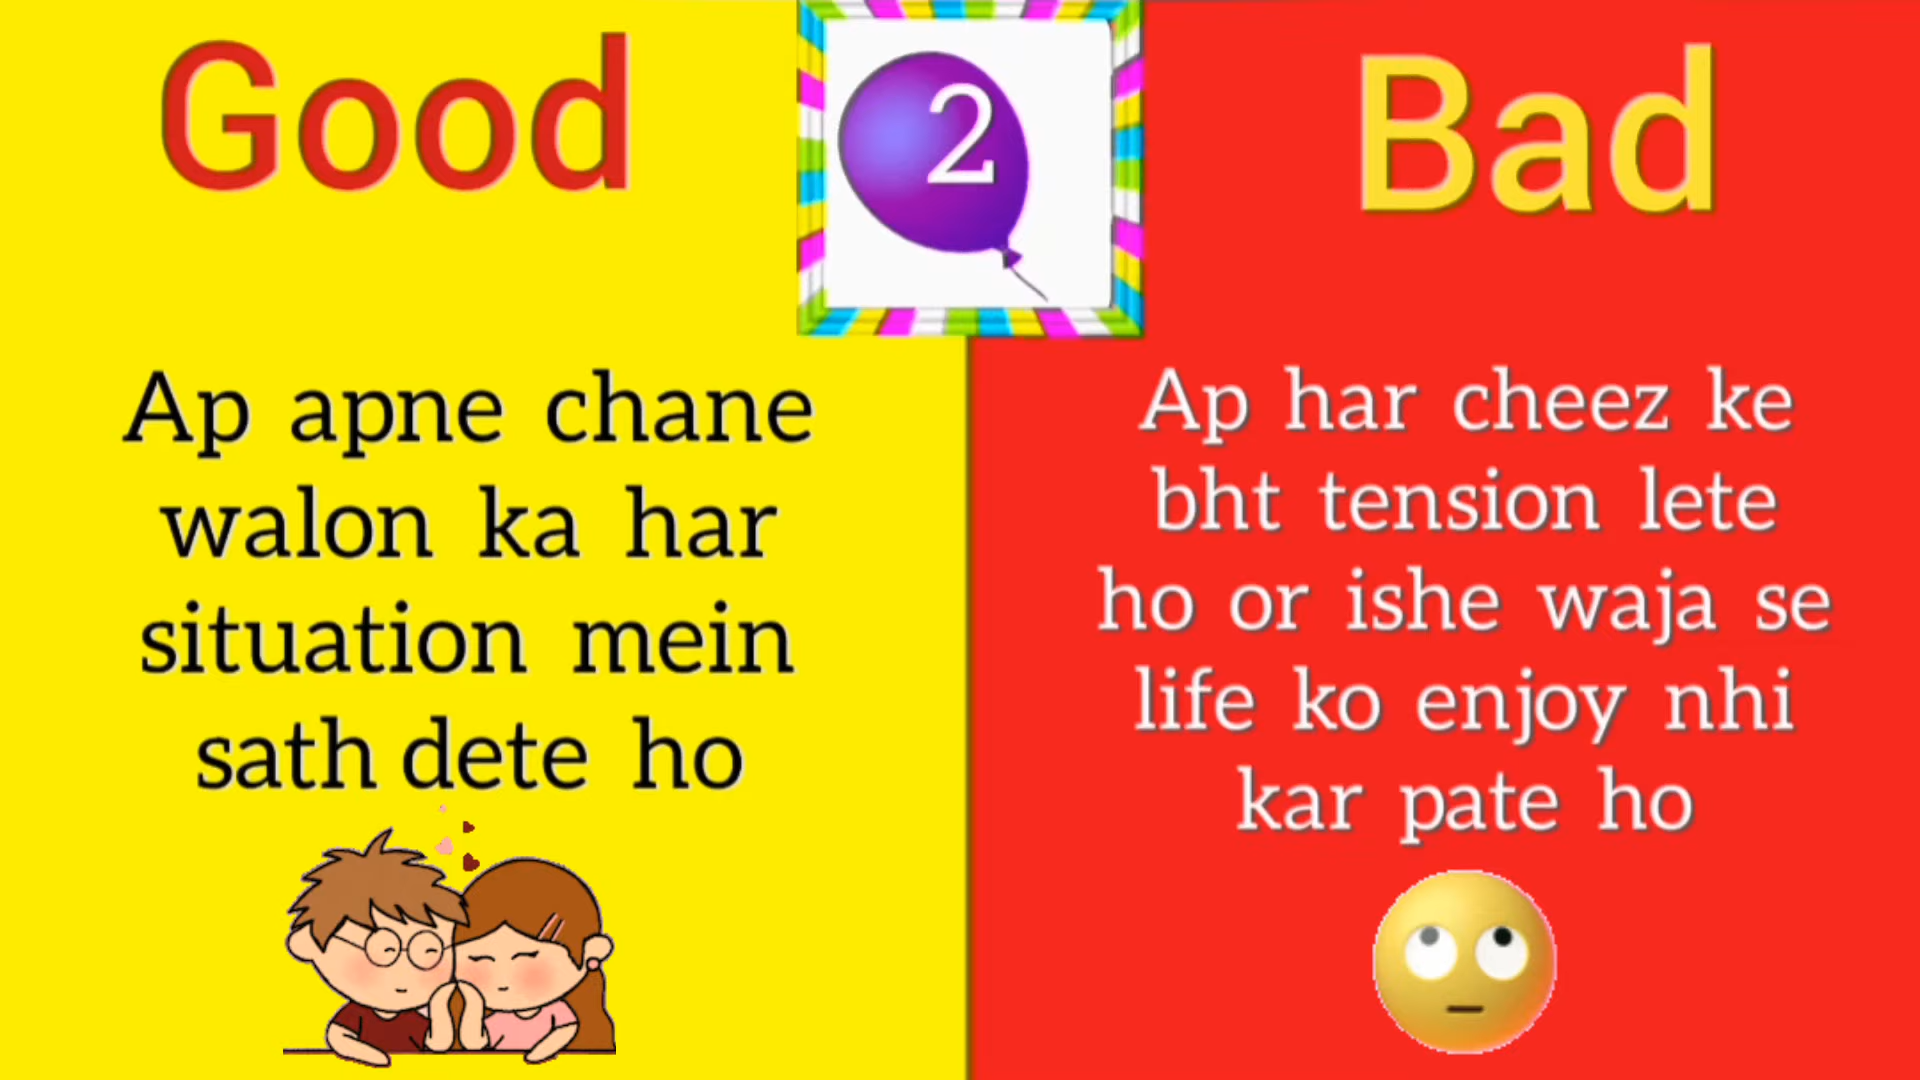 Good
2
Bad
Ap apne chane
walon ka har
situation mein
sath dete ho
Ap har cheez ke
bht tension lete
ho or ishe waja se
life ko enjoy nhi
kar pate ho